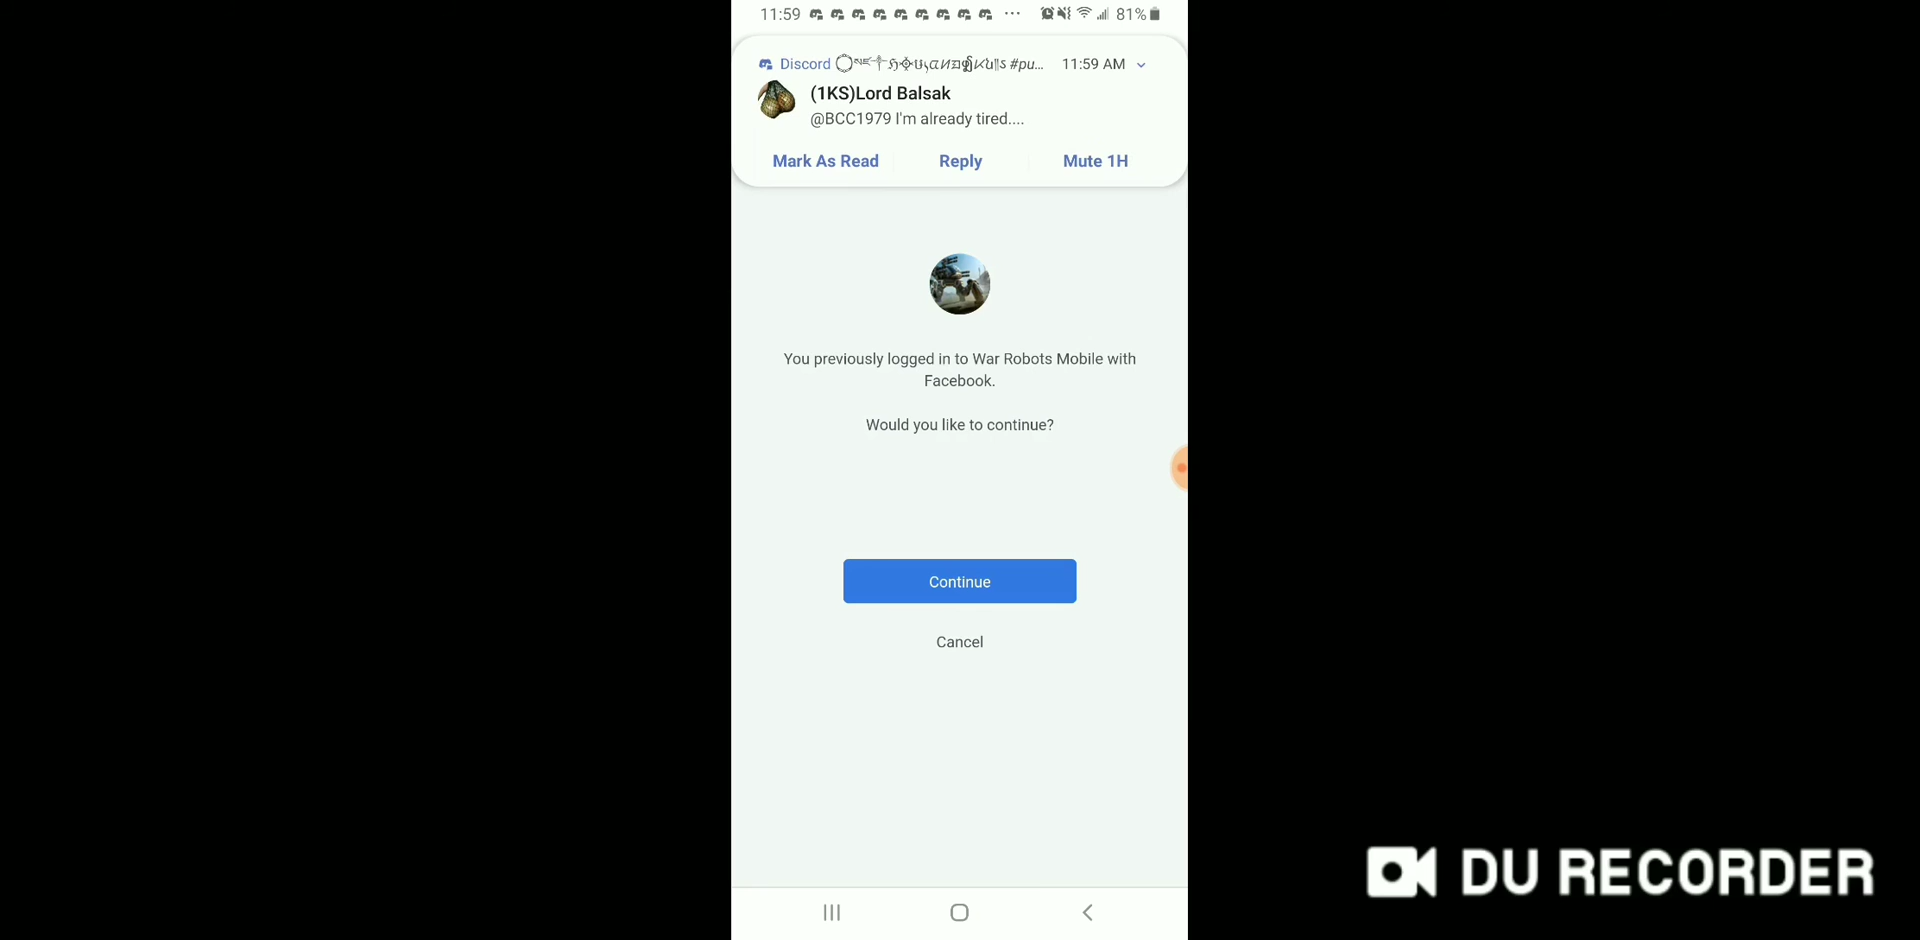 11:59 81%
Discord #pu... 11:59 AM
(1KS)Lord Balsak
@BCC1979 I'm already tired....
Mark As Read Reply Mute 1H
You previously logged in to War Robots Mobile with
Facebook.
Would you like to continue?
Continue
Cancel
DU RECORDER